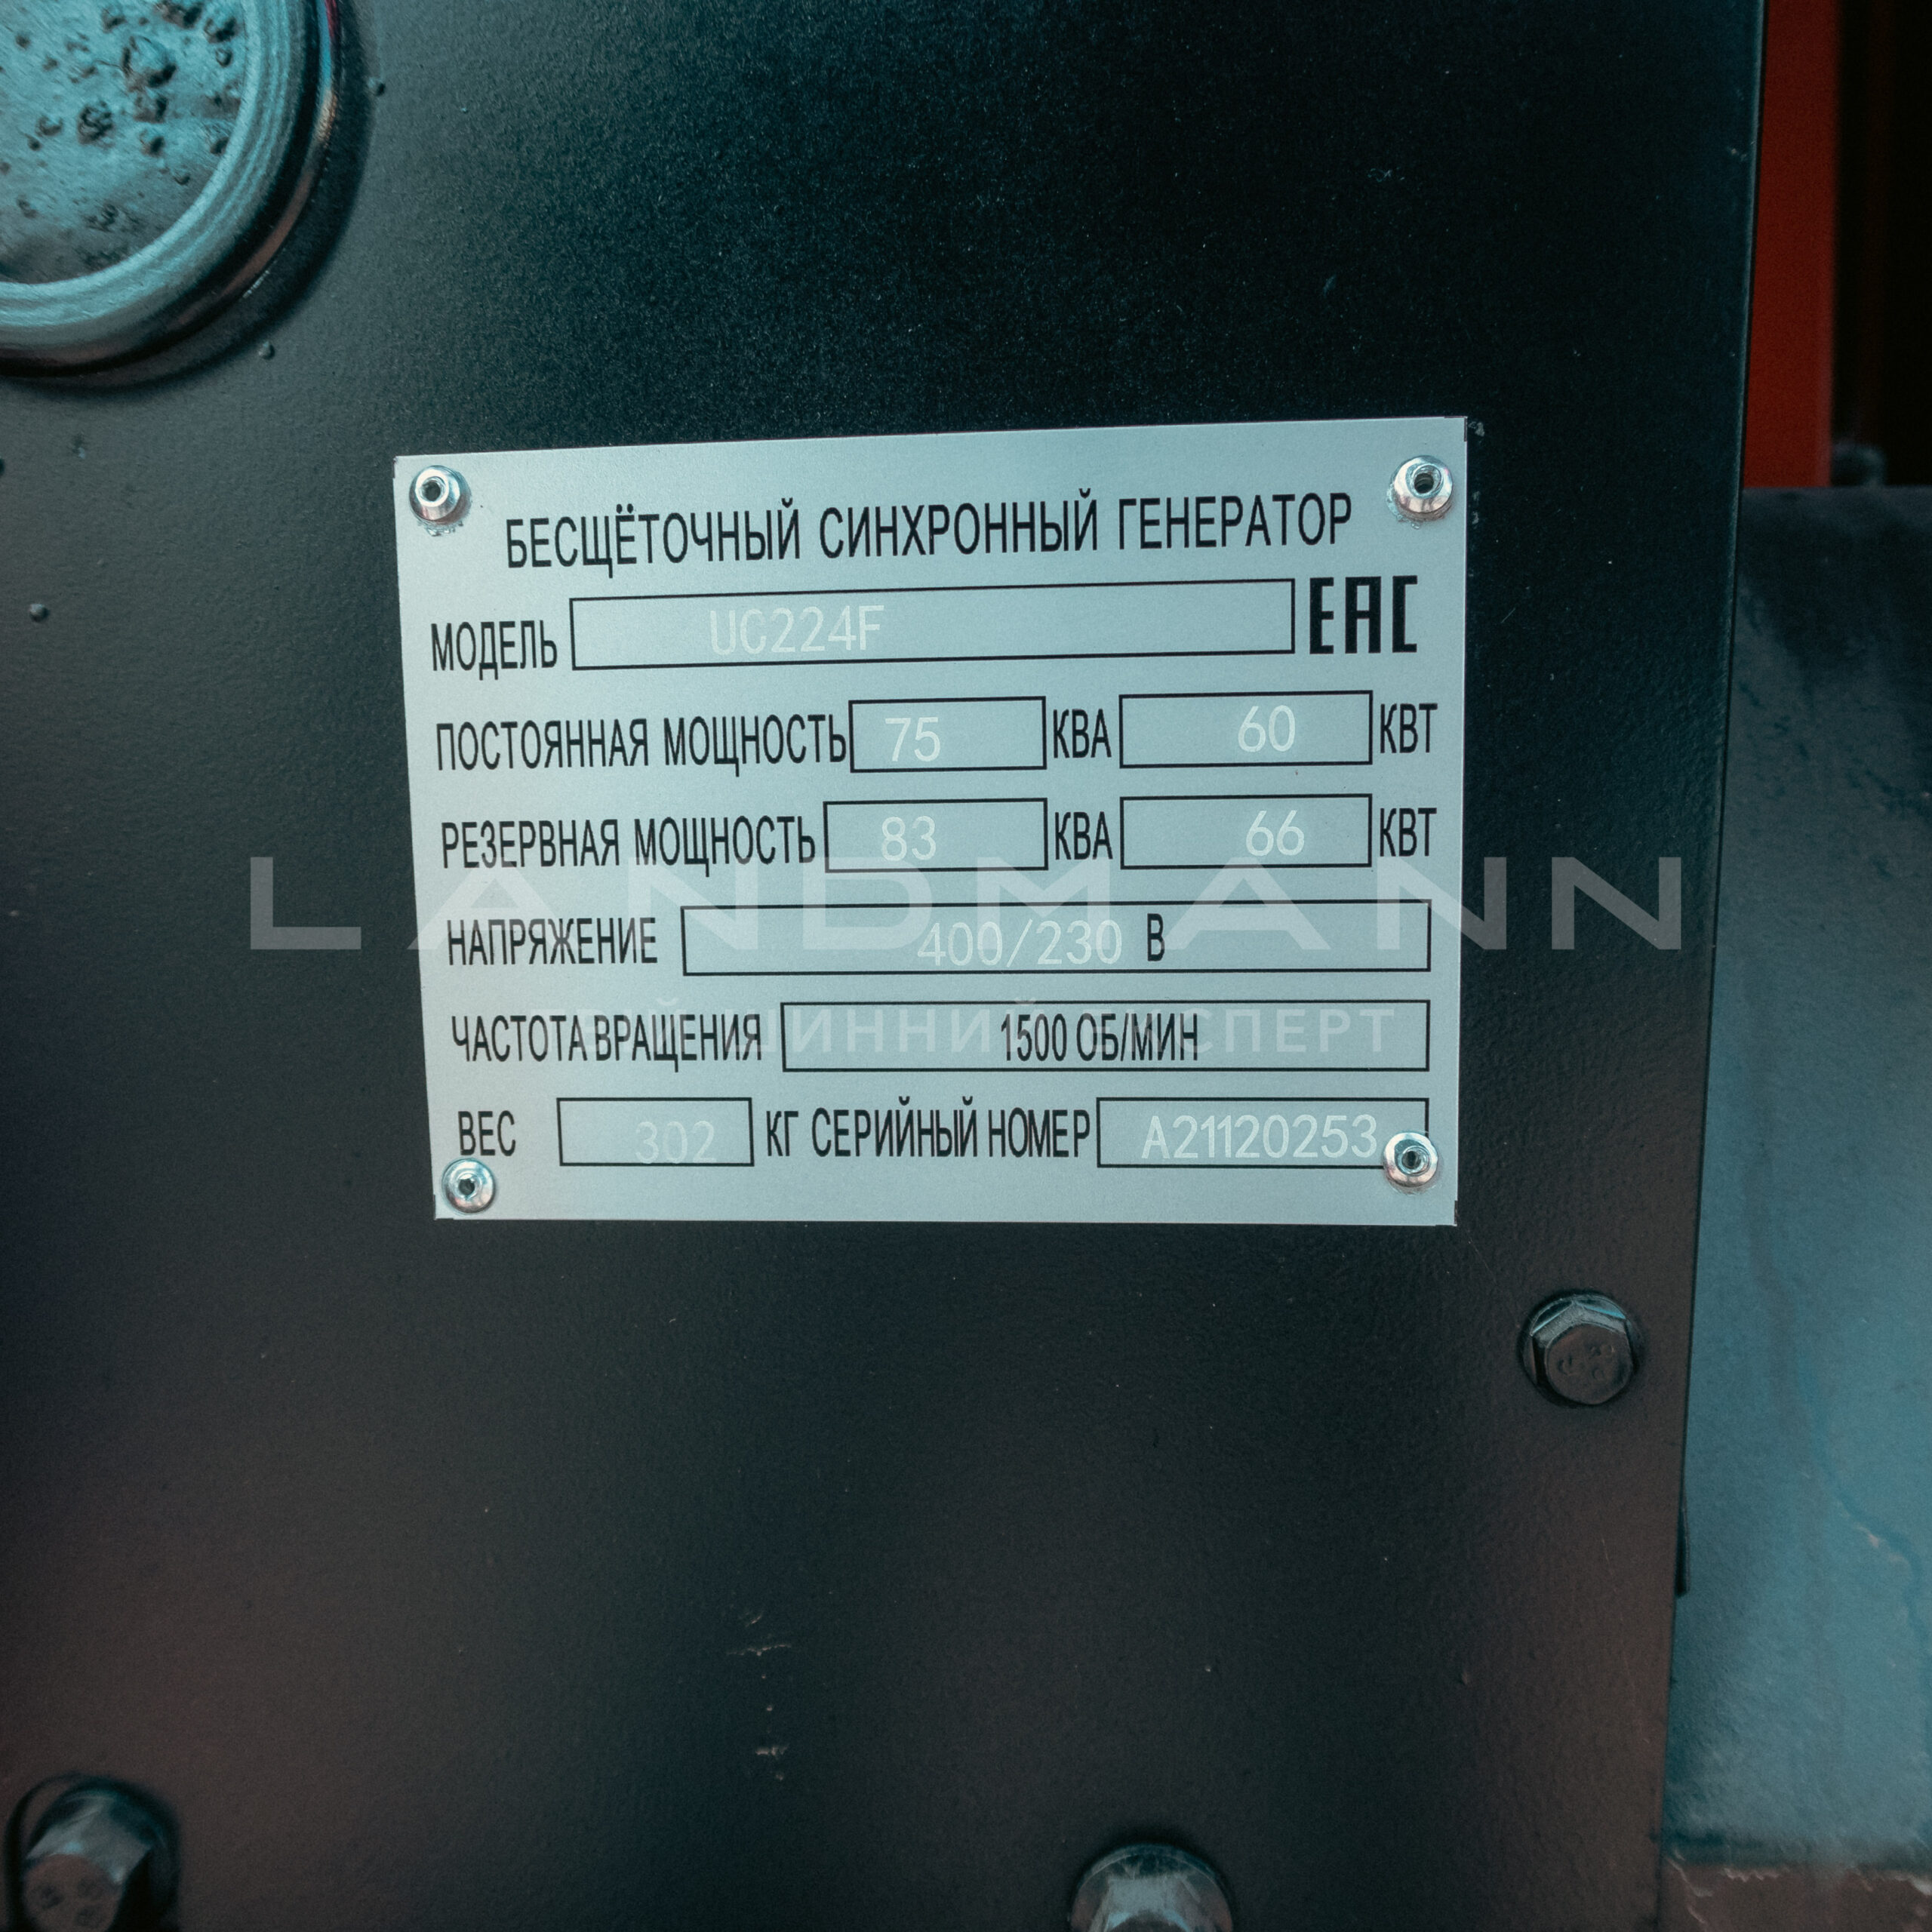 БЕСЩЁТОЧНЫЙ СИНХРОННЫЙ ГЕНЕРАТОР
МОДЕЛЬ UC224F EAC
ПОСТОЯННАЯ МОЩНОСТЬ 75 КВА 60 КВТ
РЕЗЕРВНАЯ МОЩНОСТЬ 83 КВА 66 КВТ
LANDMANN
НАПРЯЖЕНИЕ 400/230 В
ЧАСТОТА ВРАЩЕНИЯ 1500 ОБ/МИН
ЭКСПЕРТ
ВЕС 302 КГ СЕРИЙНЫЙ НОМЕР A21120253